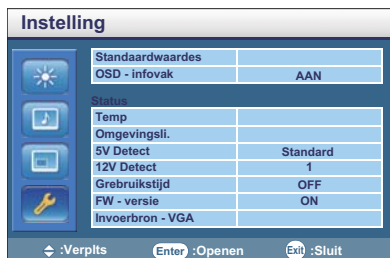 Instelling
Standaardwaardes
OSD - infovak AAN
Status
Temp
Omgevingsli.
5V Detect Standard
12V Detect 1
Grebruikstijd OFF
FW - versie ON
Invoerbron - VGA
:Verplts Enter :Openen Exit :Sluit